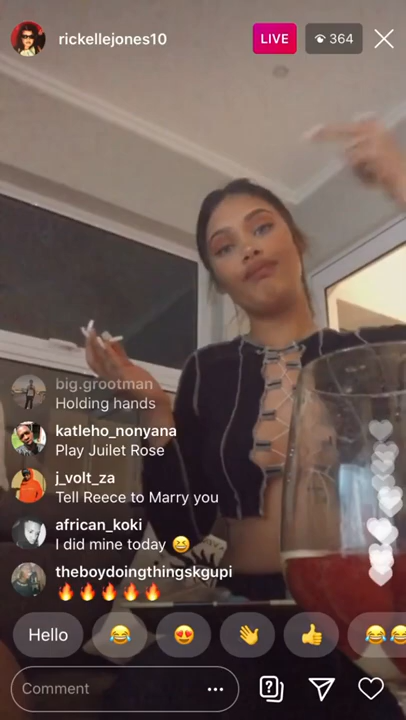 rickellejones10
LIVE
364
big.grootman
Holding hands
katleho_nonyana
Play Juilet Rose
j_volt_za
Tell Reece to Marry you
african_koki
I did mine today 😆
theboydoingthingskgupi
🔥🔥🔥🔥🔥
Hello 😂 😍 👋 👍 😂😂
Comment